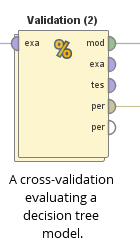 Validation (2)
exa
mod
exa
tes
per
per
%
A cross-validation
evaluating a
decision tree
model.